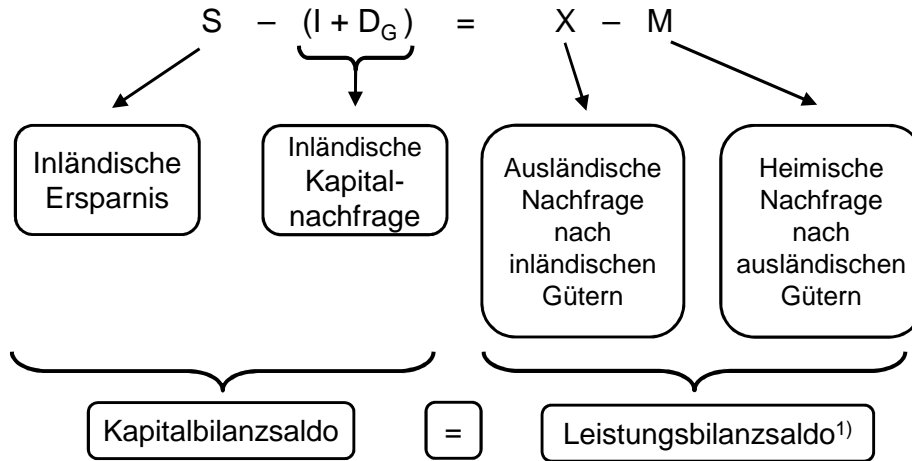 S – (I + D_G) = X – M
Inländische
Ersparnis
Inländische
Kapital-
nachfrage
Ausländische
Nachfrage
nach
inländischen
Gütern
Heimische
Nachfrage
nach
ausländischen
Gütern
Kapitalbilanzsaldo = Leistungsbilanzsaldo¹⁾